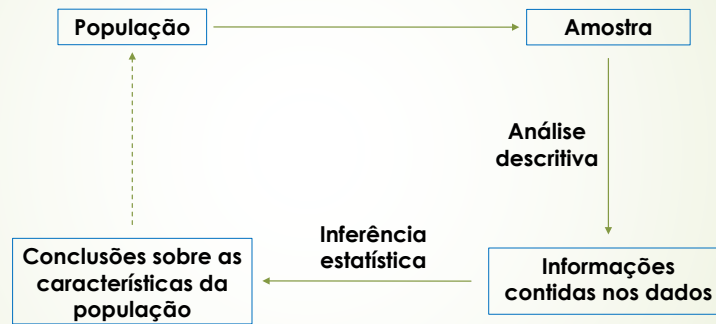 População
Amostra
Análise
descritiva
Inferência
estatística
Conclusões sobre as
características da
população
Informações
contidas nos dados